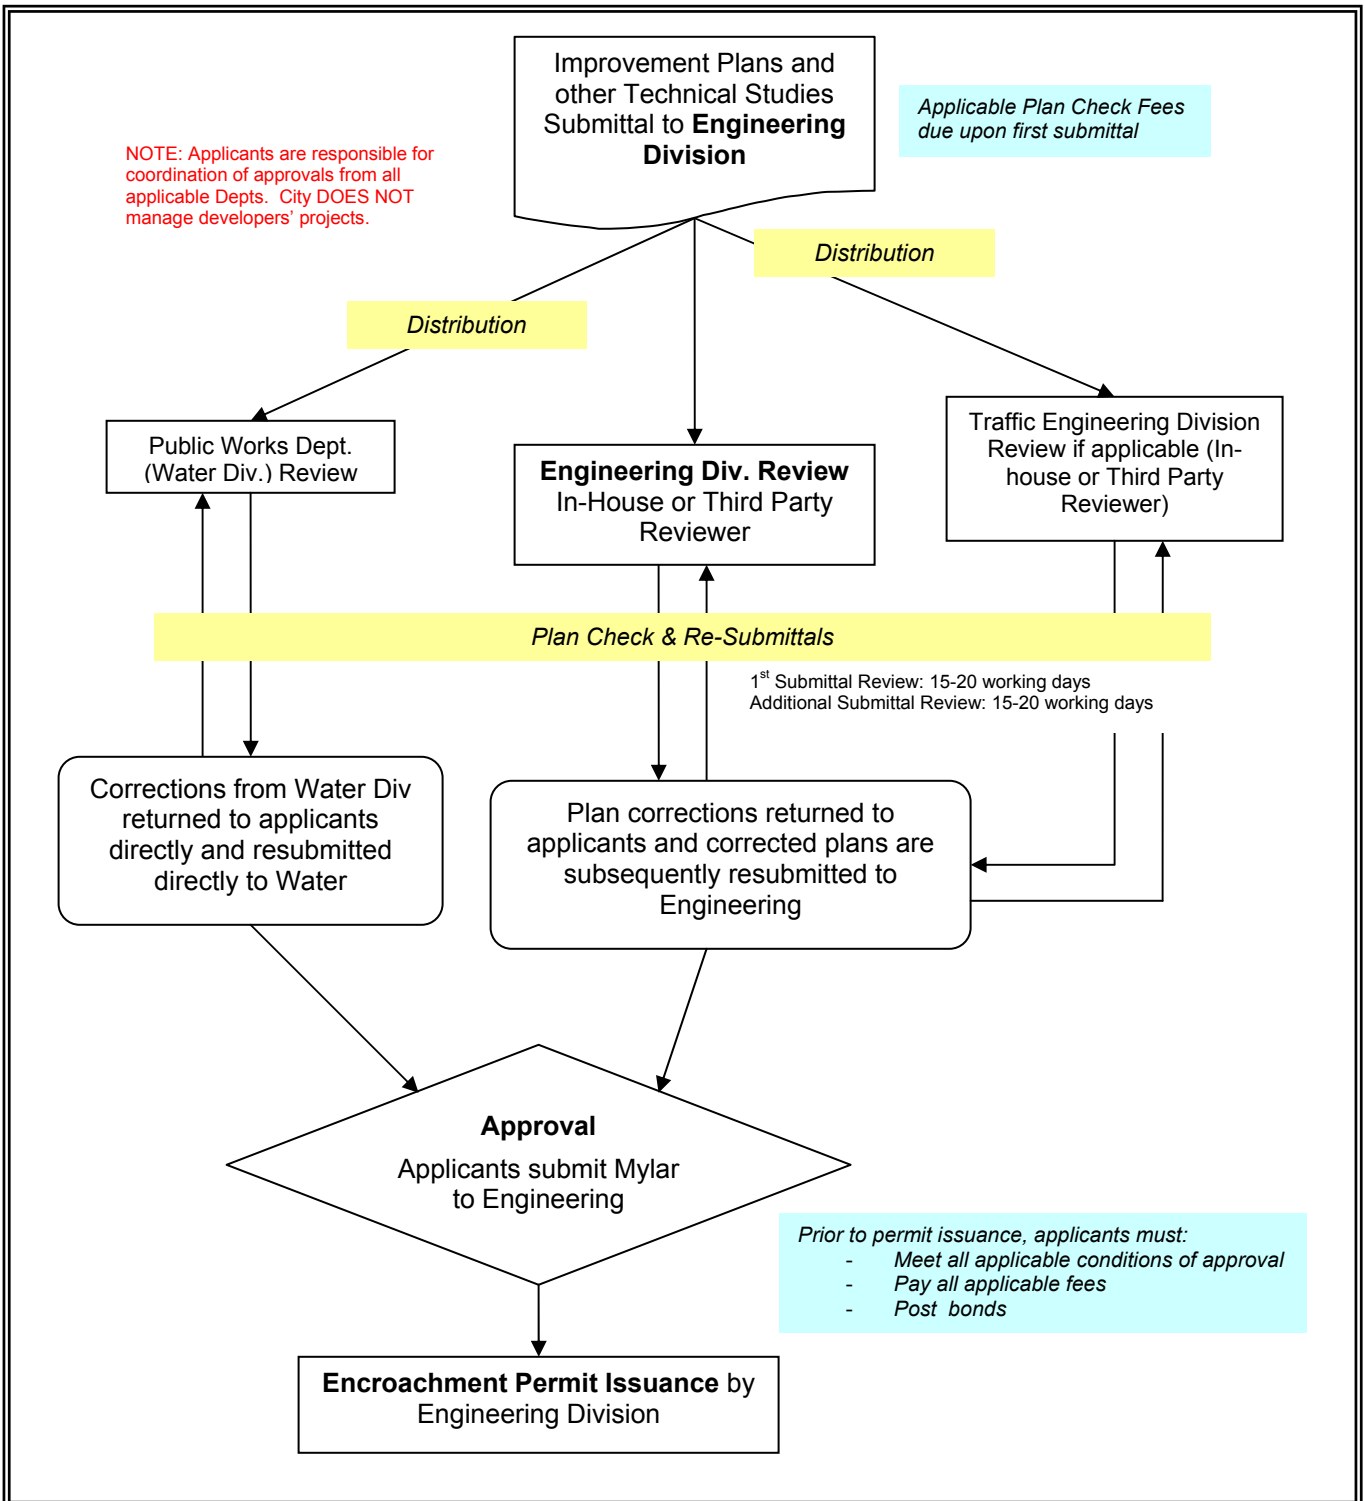 Improvement Plans and
other Technical Studies
Submittal to Engineering
Division
Applicable Plan Check Fees
due upon first submittal
NOTE: Applicants are responsible for
coordination of approvals from all
applicable Depts.  City DOES NOT
manage developers’ projects.
Distribution
Distribution
Public Works Dept.
(Water Div.) Review
Engineering Div. Review
In-House or Third Party
Reviewer
Traffic Engineering Division
Review if applicable (In-
house or Third Party
Reviewer)
Plan Check & Re-Submittals
1st Submittal Review: 15-20 working days
Additional Submittal Review: 15-20 working days
Corrections from Water Div
returned to applicants
directly and resubmitted
directly to Water
Plan corrections returned to
applicants and corrected plans are
subsequently resubmitted to
Engineering
Approval
Applicants submit Mylar
to Engineering
Prior to permit issuance, applicants must:
- Meet all applicable conditions of approval
- Pay all applicable fees
- Post bonds
Encroachment Permit Issuance by
Engineering Division